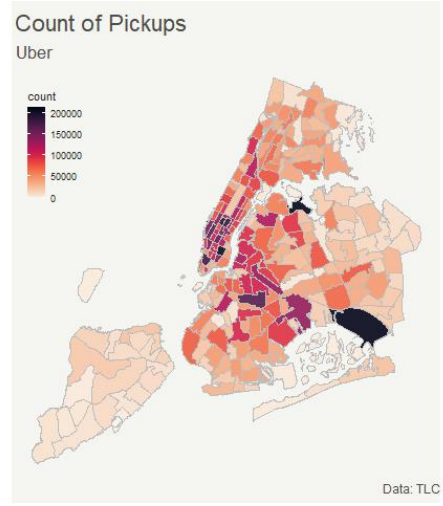 Count of Pickups
Uber
count
200000
150000
100000
50000
0
Data: TLC